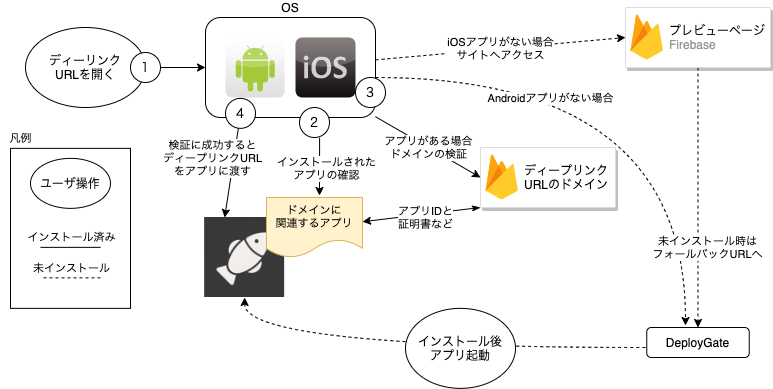 OS
ディーリンク
URLを開く
1
iOS
3
4
2
iOSアプリがない場合
サイトへアクセス
プレビューページ
Firebase
Androidアプリがない場合
凡例
ユーザ操作
インストール済み
未インストール
検証に成功すると
ディープリンクURL
をアプリに渡す
インストールされた
アプリの確認
アプリがある場合
ドメインの検証
ディープリンク
URLのドメイン
ドメインに
関連するアプリ
アプリIDと
証明書など
未インストール時は
フォールバックURLへ
インストール後
アプリ起動
DeployGate